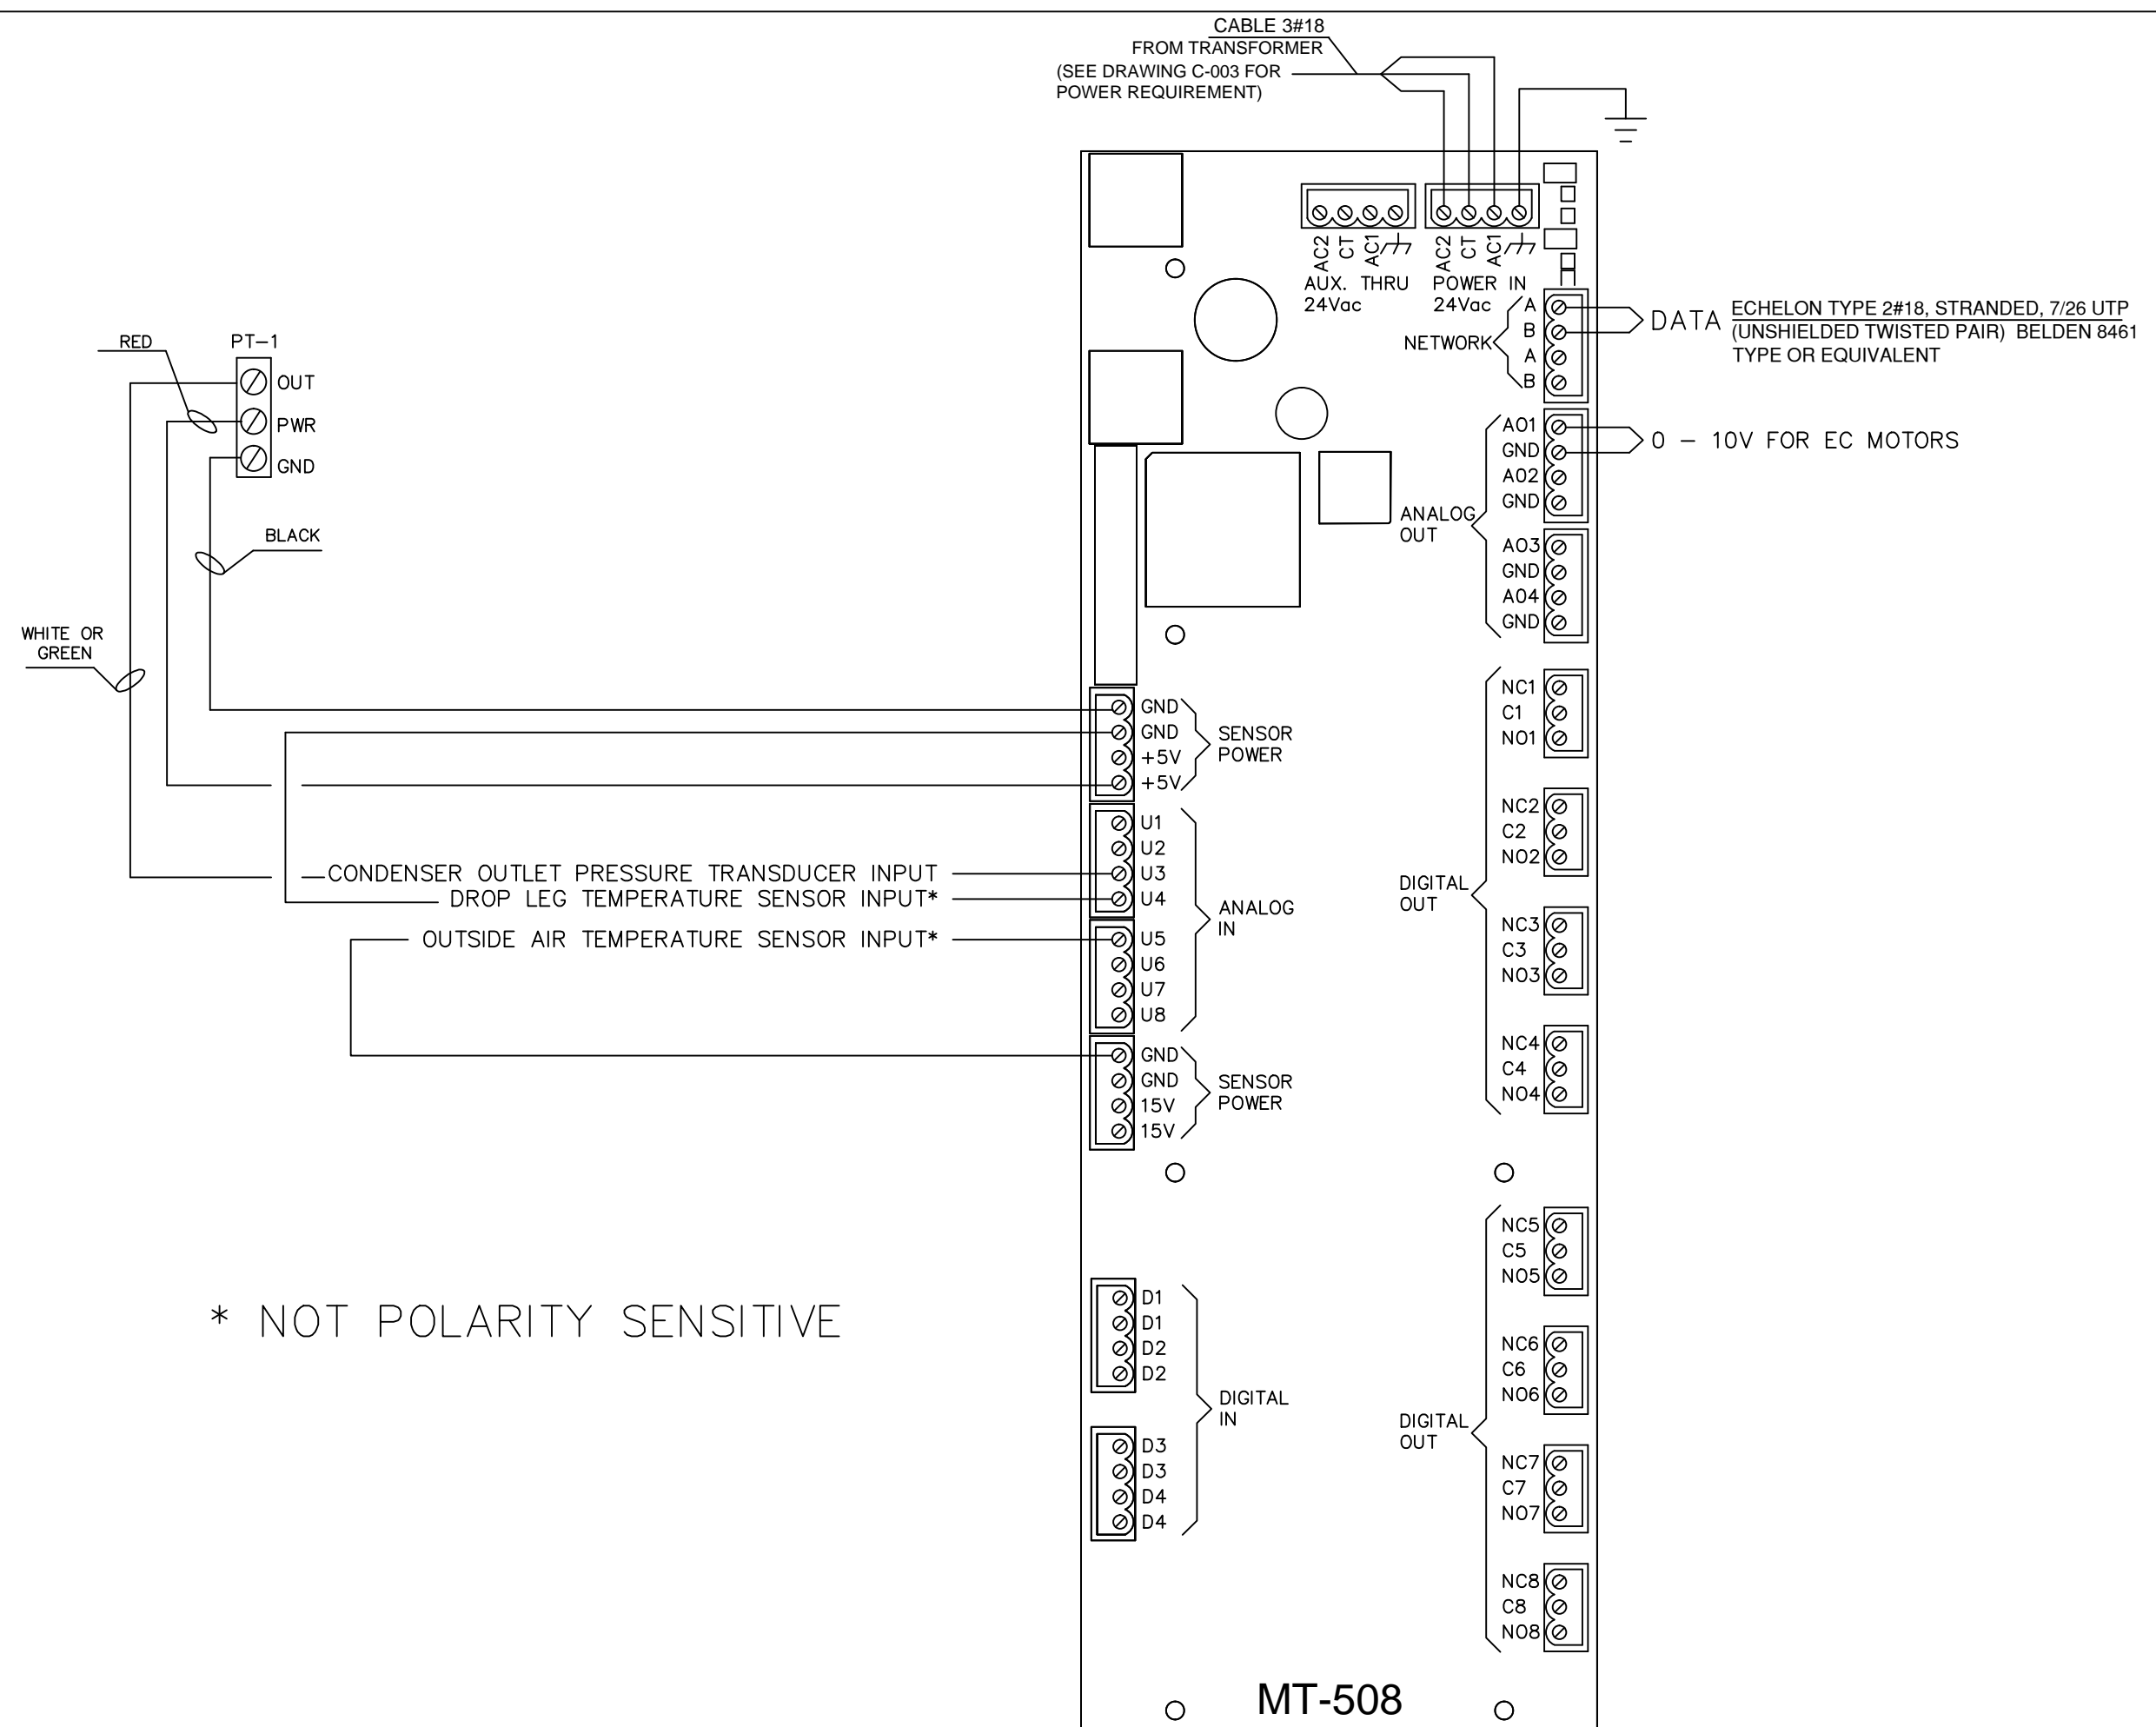 CABLE 3#18
FROM TRANSFORMER
(SEE DRAWING C-003 FOR
POWER REQUIREMENT)
AC2
CT
AC1
AUX. THRU
24Vac
AC2
CT
AC1
POWER IN
24Vac
NETWORK
A
B
A
B
DATA
ECHELON TYPE 2#18, STRANDED, 7/26 UTP
(UNSHIELDED TWISTED PAIR) BELDEN 8461
TYPE OR EQUIVALENT
RED
PT-1
OUT
PWR
GND
BLACK
WHITE OR
GREEN
ANALOG
OUT
AO1
GND
AO2
GND
AO3
GND
AO4
GND
0 - 10V FOR EC MOTORS
GND
GND
+5V
+5V
SENSOR
POWER
U1
U2
U3
U4
U5
U6
U7
U8
ANALOG
IN
CONDENSER OUTLET PRESSURE TRANSDUCER INPUT
DROP LEG TEMPERATURE SENSOR INPUT*
OUTSIDE AIR TEMPERATURE SENSOR INPUT*
GND
GND
15V
15V
SENSOR
POWER
DIGITAL
OUT
NC1
C1
NO1
NC2
C2
NO2
NC3
C3
NO3
NC4
C4
NO4
* NOT POLARITY SENSITIVE
D1
D1
D2
D2
D3
D3
D4
D4
DIGITAL
IN
DIGITAL
OUT
NC5
C5
NO5
NC6
C6
NO6
NC7
C7
NO7
NC8
C8
NO8
MT-508